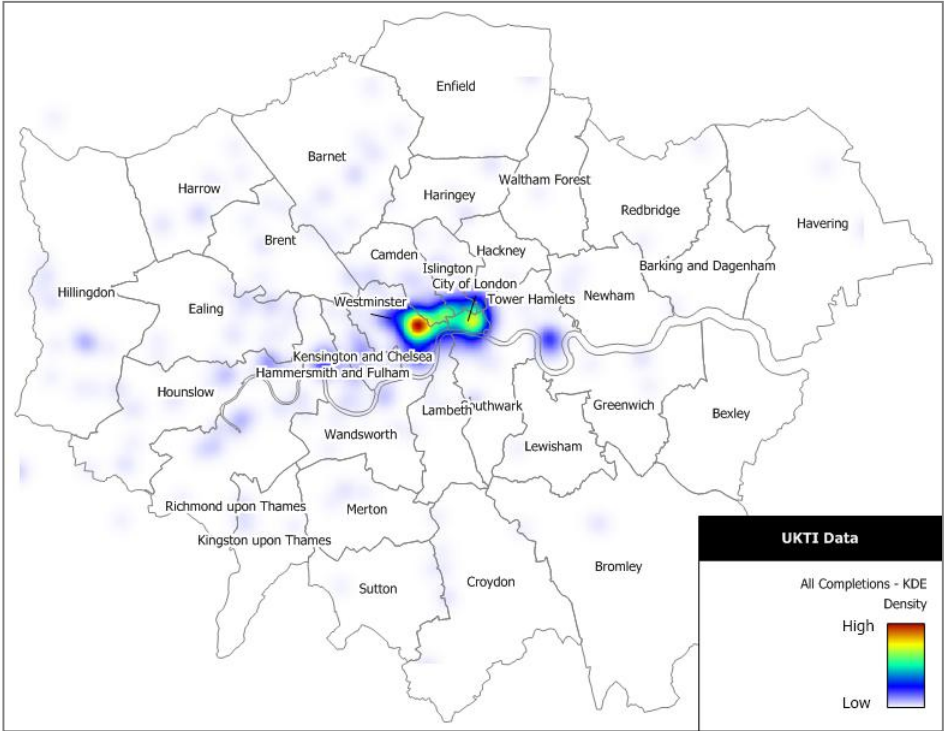 Enfield
Barnet
Waltham Forest
Harrow
Haringey
Redbridge
Havering
Brent
Camden
Hackney
Islington
Barking and Dagenham
City of London
Hillingdon
Ealing
Westminster
Tower Hamlets
Newham
Kensington and Chelsea
Hammersmith and Fulham
Hounslow
Lambeth
Southwark
Greenwich
Bexley
Wandsworth
Lewisham
Richmond upon Thames
Merton
Kingston upon Thames
Sutton
Croydon
Bromley
UKTI Data
All Completions - KDE
Density
High
Low